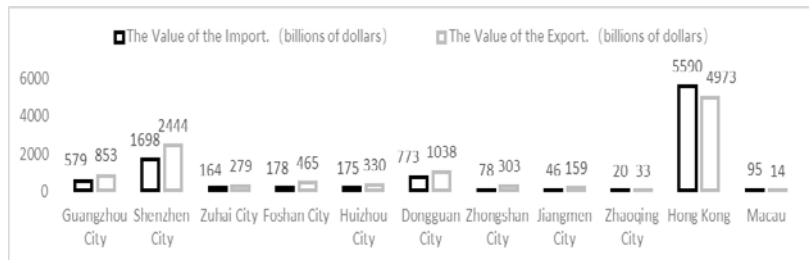 The Value of the Import. (billions of dollars) The Value of the Export. (billions of dollars)
6000
4000
2000
0
579 853
1698 2444
164 279
178 465
175 330
773 1038
78 303
46 159
20 33
5590 4973
95 14
Guangzhou City
Shenzhen City
Zuhai City
Foshan City
Huizhou City
Dongguan City
Zhongshan City
Jiangmen City
Zhaoqing City
Hong Kong
Macau